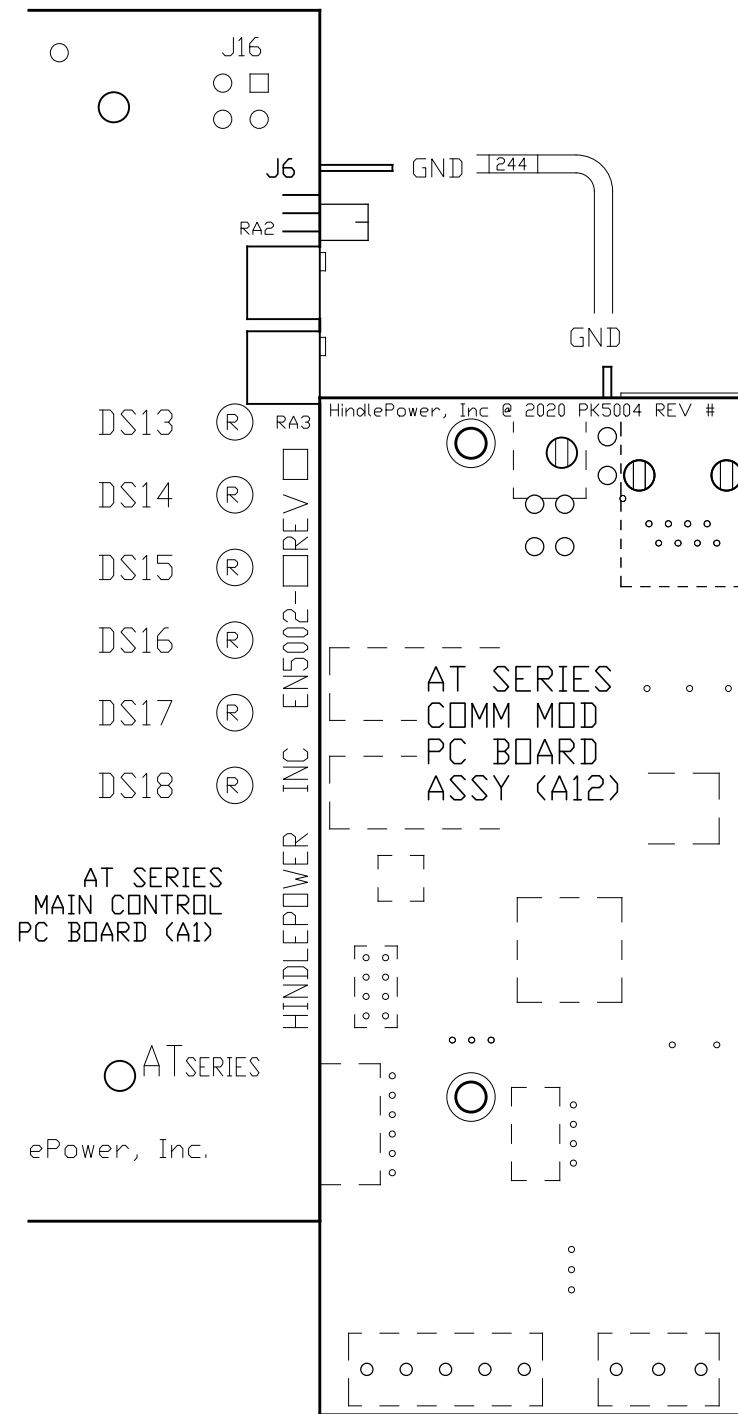 J16
J6
GND
244
RA2
GND
HindlePower, Inc @ 2020 PK5004 REV #
DS13
R
RA3
DS14
R
DS15
R
DS16
R
DS17
R
DS18
R
HINDLEPOWER INC EN5002-□REV □
AT SERIES
COMM MOD
PC BOARD
ASSY (A12)
AT SERIES
MAIN CONTROL
PC BOARD (A1)
ATSERIES
ePower, Inc.